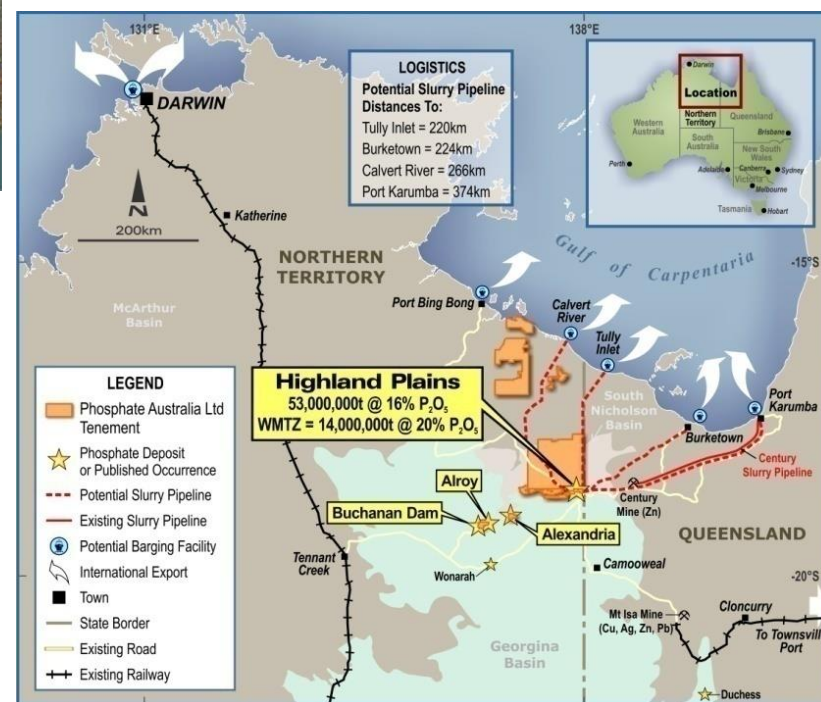 131°E
138°E
DARWIN
N
200km
Katherine
NORTHERN
TERRITORY
McArthur
Basin
LOGISTICS
Potential Slurry Pipeline
Distances To:
Tully Inlet = 220km
Burketown = 224km
Calvert River = 266km
Port Karumba = 374km
Darwin
Location
Western
Australia
Northern
Territory
Queensland
South
Australia
Brisbane
New South
Wales
Perth
Adelaide
Canberra
Sydney
Victoria
Melbourne
Tasmania
Hobart
-15°S
Gulf of Carpentaria
Port Bing Bong
Calvert
River
Tully
Inlet
Port
Karumba
Burketown
South
Nicholson
Basin
Century
Slurry Pipeline
Century
Mine (Zn)
Highland Plains
53,000,000t @ 16% P₂O₅
WMTZ = 14,000,000t @ 20% P₂O₅
Alroy
Buchanan Dam
Alexandria
QUEENSLAND
Tennant
Creek
Wonarah
Camooweal
-20°S
Mt Isa Mine
(Cu, Ag, Zn, Pb)
Cloncurry
To Townsville
Port
Georgina
Basin
Duchess
LEGEND
Phosphate Australia Ltd
Tenement
Phosphate Deposit
or Published Occurrence
Potential Slurry Pipeline
Existing Slurry Pipeline
Potential Barging Facility
International Export
Town
State Border
Existing Road
Existing Railway